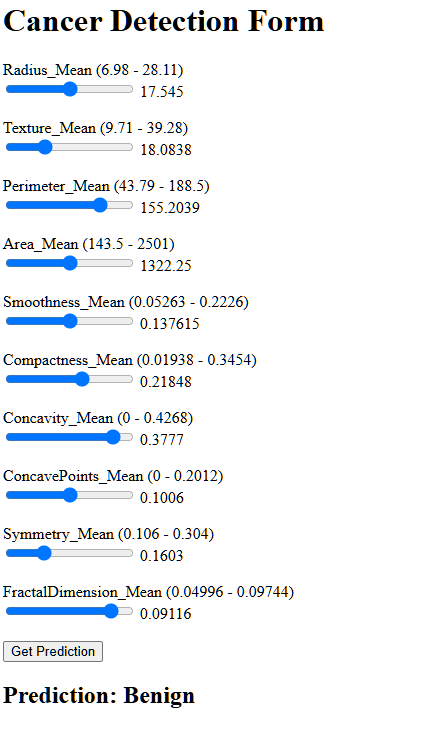 Cancer Detection Form
Radius_Mean (6.98 - 28.11)
17.545
Texture_Mean (9.71 - 39.28)
18.0838
Perimeter_Mean (43.79 - 188.5)
155.2039
Area_Mean (143.5 - 2501)
1322.25
Smoothness_Mean (0.05263 - 0.2226)
0.137615
Compactness_Mean (0.01938 - 0.3454)
0.21848
Concavity_Mean (0 - 0.4268)
0.3777
ConcavePoints_Mean (0 - 0.2012)
0.1006
Symmetry_Mean (0.106 - 0.304)
0.1603
FractalDimension_Mean (0.04996 - 0.09744)
0.09116
Get Prediction
Prediction: Benign